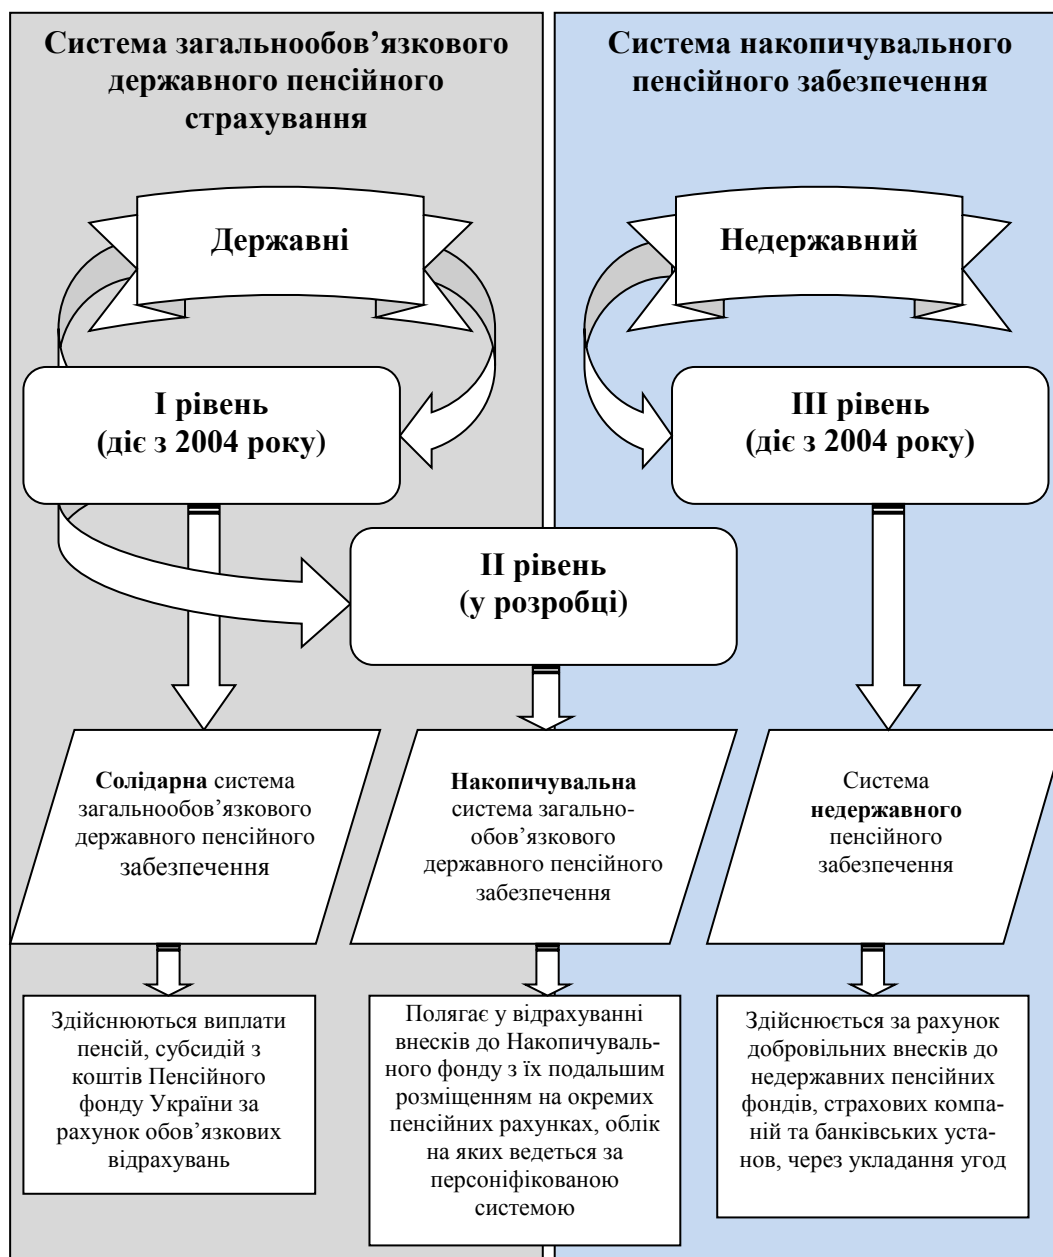 Система загальнообов’язкового
державного пенсійного
страхування
Система накопичувального
пенсійного забезпечення
Державні
Недержавний
І рівень
(діє з 2004 року)
ІІІ рівень
(діє з 2004 року)
ІІ рівень
(у розробці)
Солідарна система
загальнообов’язкового
державного пенсійного
забезпечення
Накопичувальна
система загально-
обов’язкового
державного пенсійного
забезпечення
Система
недержавного
пенсійного
забезпечення
Здійснюються виплати
пенсій, субсидій з
коштів Пенсійного
фонду України за
рахунок обов’язкових
відрахувань
Полягає у відрахуванні
внесків до Накопичуваль-
ного фонду з їх подальшим
розміщенням на окремих
пенсійних рахунках, облік
на яких ведеться за
персоніфікованою
системою
Здійснюється за рахунок
добровільних внесків до
недержавних пенсійних
фондів, страхових компа-
ній та банківських уста-
нов, через укладання угод